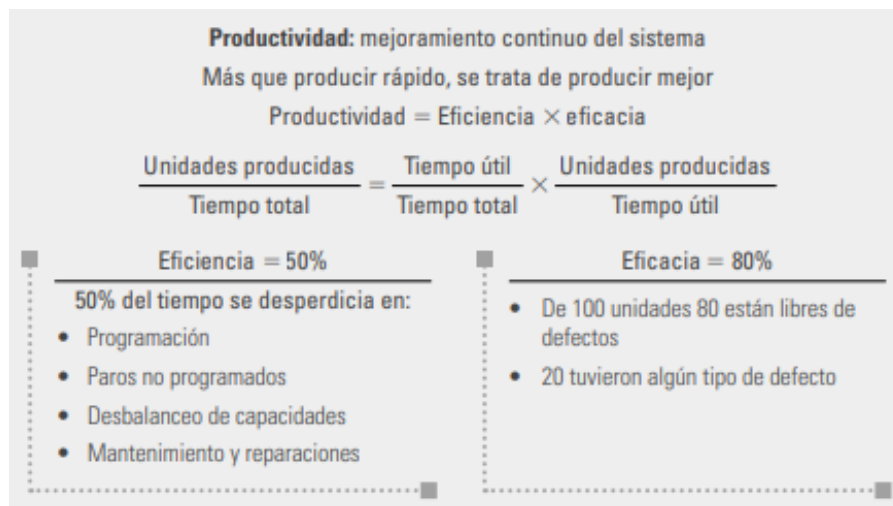 Productividad: mejoramiento continuo del sistema
Más que producir rápido, se trata de producir mejor
Productividad = Eficiencia × eficacia
Unidades producidas / Tiempo total = Tiempo útil / Tiempo total × Unidades producidas / Tiempo útil
Eficiencia = 50%
50% del tiempo se desperdicia en:
• Programación
• Paros no programados
• Desbalanceo de capacidades
• Mantenimiento y reparaciones
Eficacia = 80%
• De 100 unidades 80 están libres de
defectos
• 20 tuvieron algún tipo de defecto